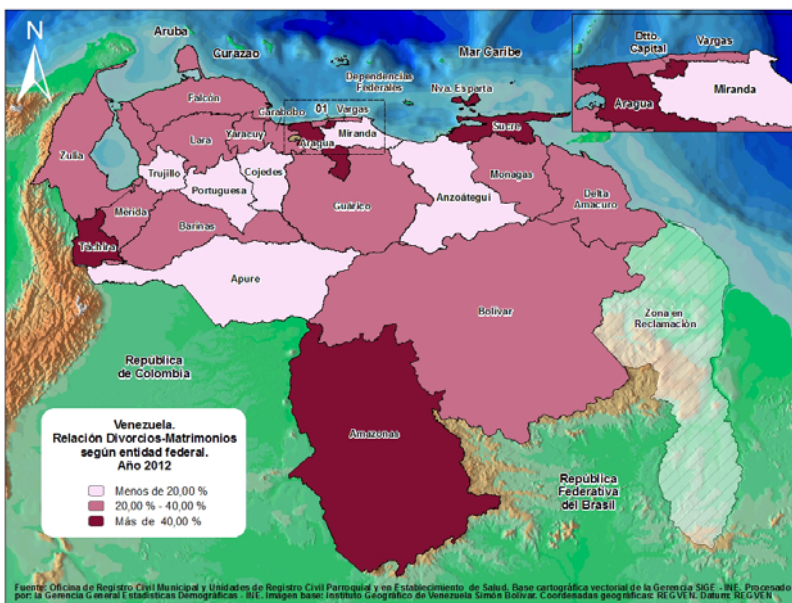 N
Aruba
Curazao
Mar Caribe
Dependencias
Federales
Nva. Esparta
Dtto.
Capital
Vargas
Aragua
Miranda
Falcón
Carabobo
01
Vargas
Zulia
Lara
Yaracuy
Aragua
Miranda
Sucre
Trujillo
Portuguesa
Cojedes
Guárico
Anzoátegui
Monagas
Delta
Amacuro
Mérida
Barinas
Táchira
Apure
Bolívar
Zona en
Reclamación
República
de Colombia
Amazonas
República
Federativa
del Brasil
Venezuela.
Relación Divorcios-Matrimonios
según entidad federal.
Año 2012
Menos de 20,00 %
20,00 % - 40,00 %
Más de 40,00 %
Fuente: Oficina de Registro Civil Municipal y Unidades de Registro Civil Parroquial y en Establecimiento de Salud. Base cartográfica vectorial de la Gerencia SIGE - INE. Procesado
por: la Gerencia General Estadísticas Demográficas - INE. Imagen base: Instituto Geográfico de Venezuela Simón Bolívar. Coordenadas geográficas: REGVEN. Datum: REGVEN